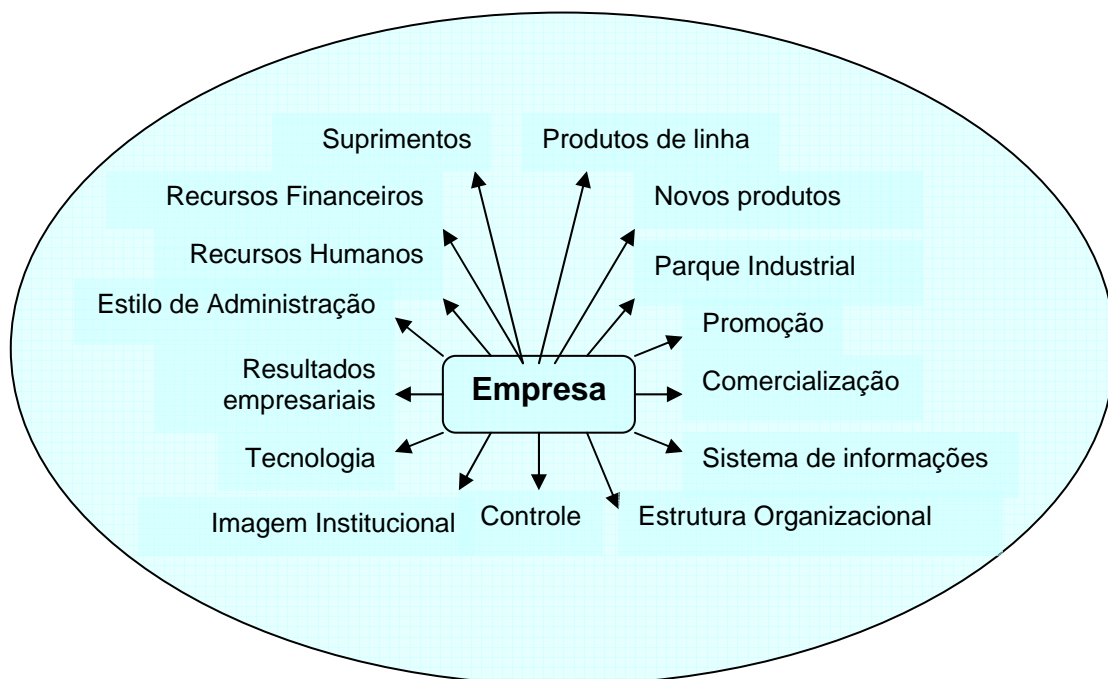 Suprimentos
Produtos de linha
Recursos Financeiros
Novos produtos
Recursos Humanos
Parque Industrial
Estilo de Administração
Promoção
Resultados
empresariais
Empresa
Comercialização
Tecnologia
Sistema de informações
Imagem Institucional
Controle
Estrutura Organizacional